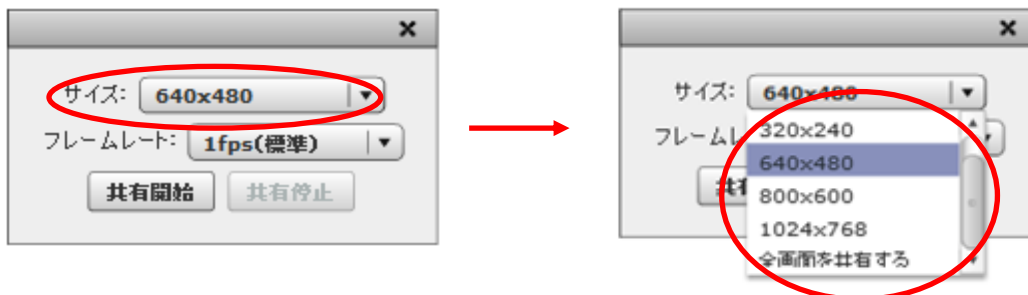 サイズ: 640x480
フレームレート: 1fps(標準)
共有開始 共有停止
サイズ: 640x480
フレームレ
320x240
640x480
共有
800x600
1024x768
全画面を共有する